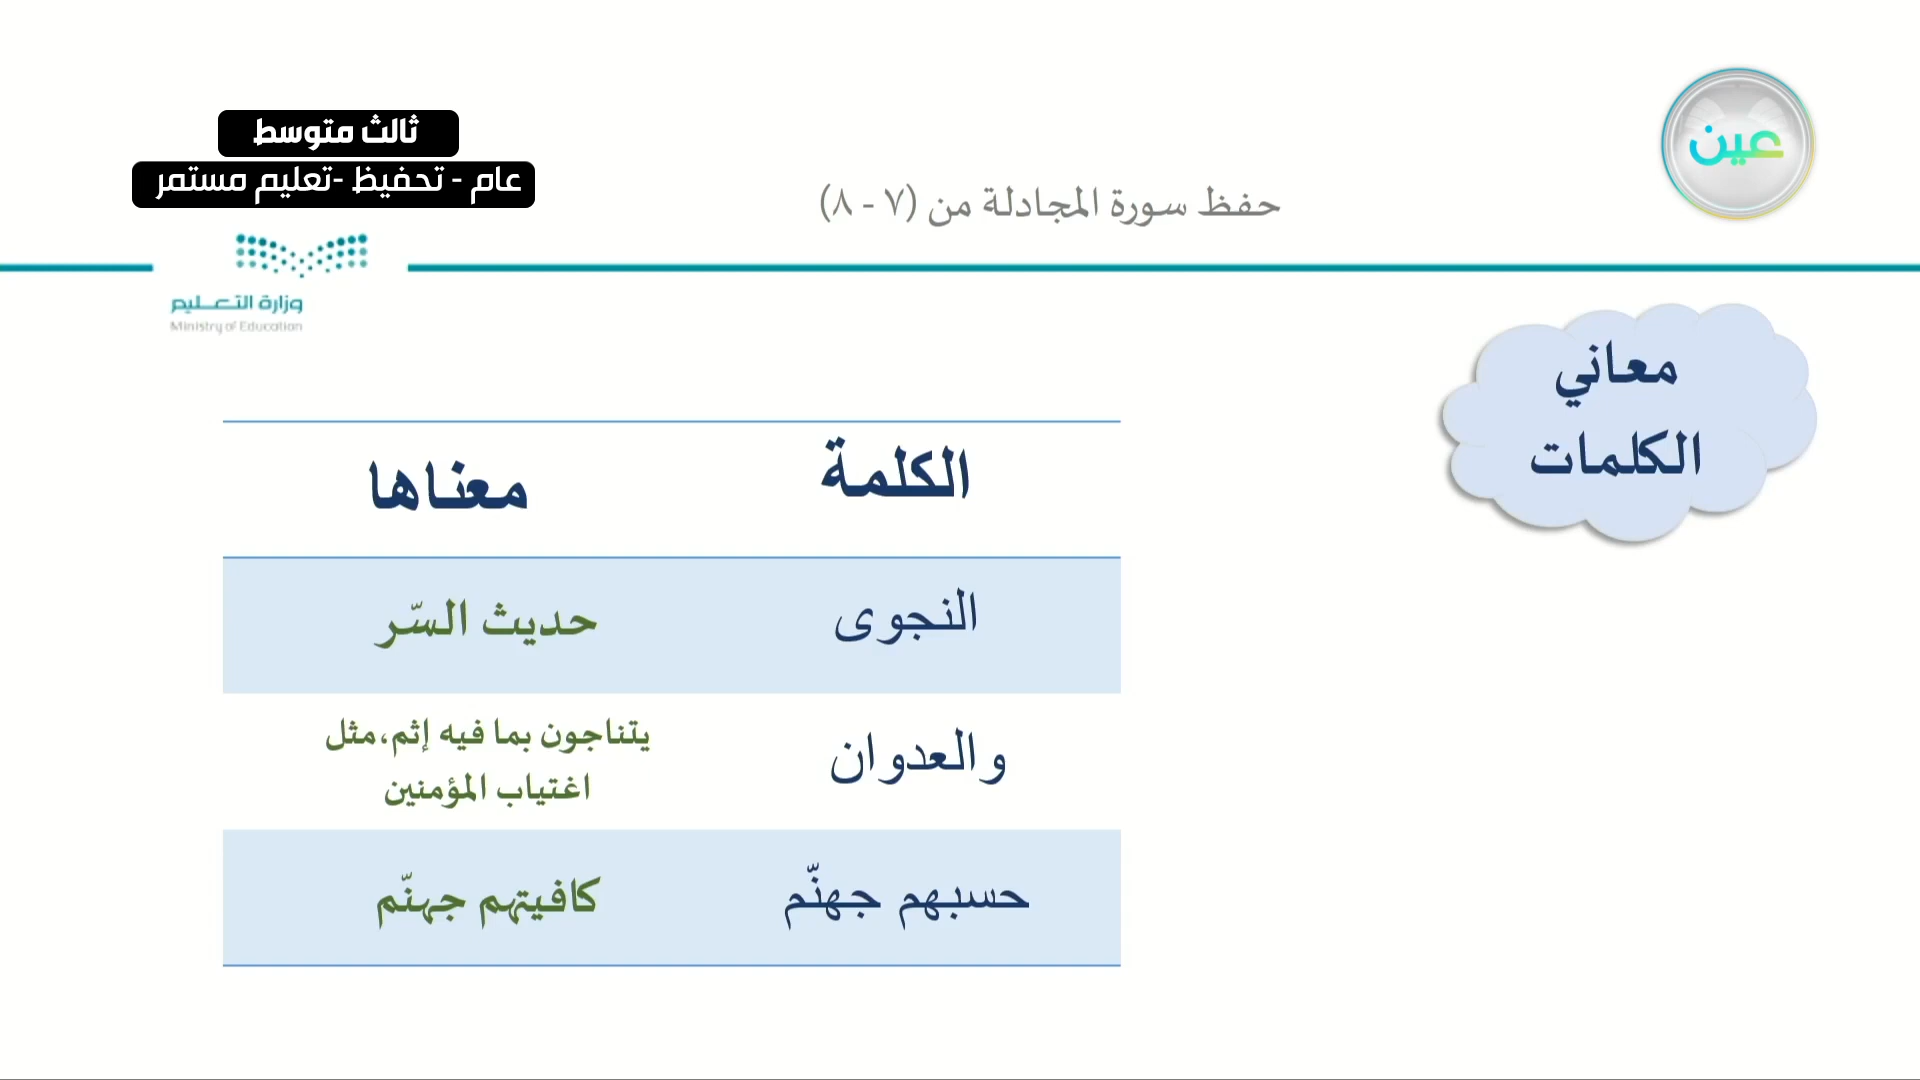 ثالث متوسط
عام - تحفيظ -تعليم مستمر
عين
حفظ سورة المجادلة من (٧ - ٨)
وزارة التعـــليم
Ministry of Education
معاني
الكلمات
الكلمة معناها
النجوى حديث السّر
والعدوان يتناجون بما فيه إثم،مثل
اغتياب المؤمنين
حسبهم جهنّم كافيتهم جهنّم